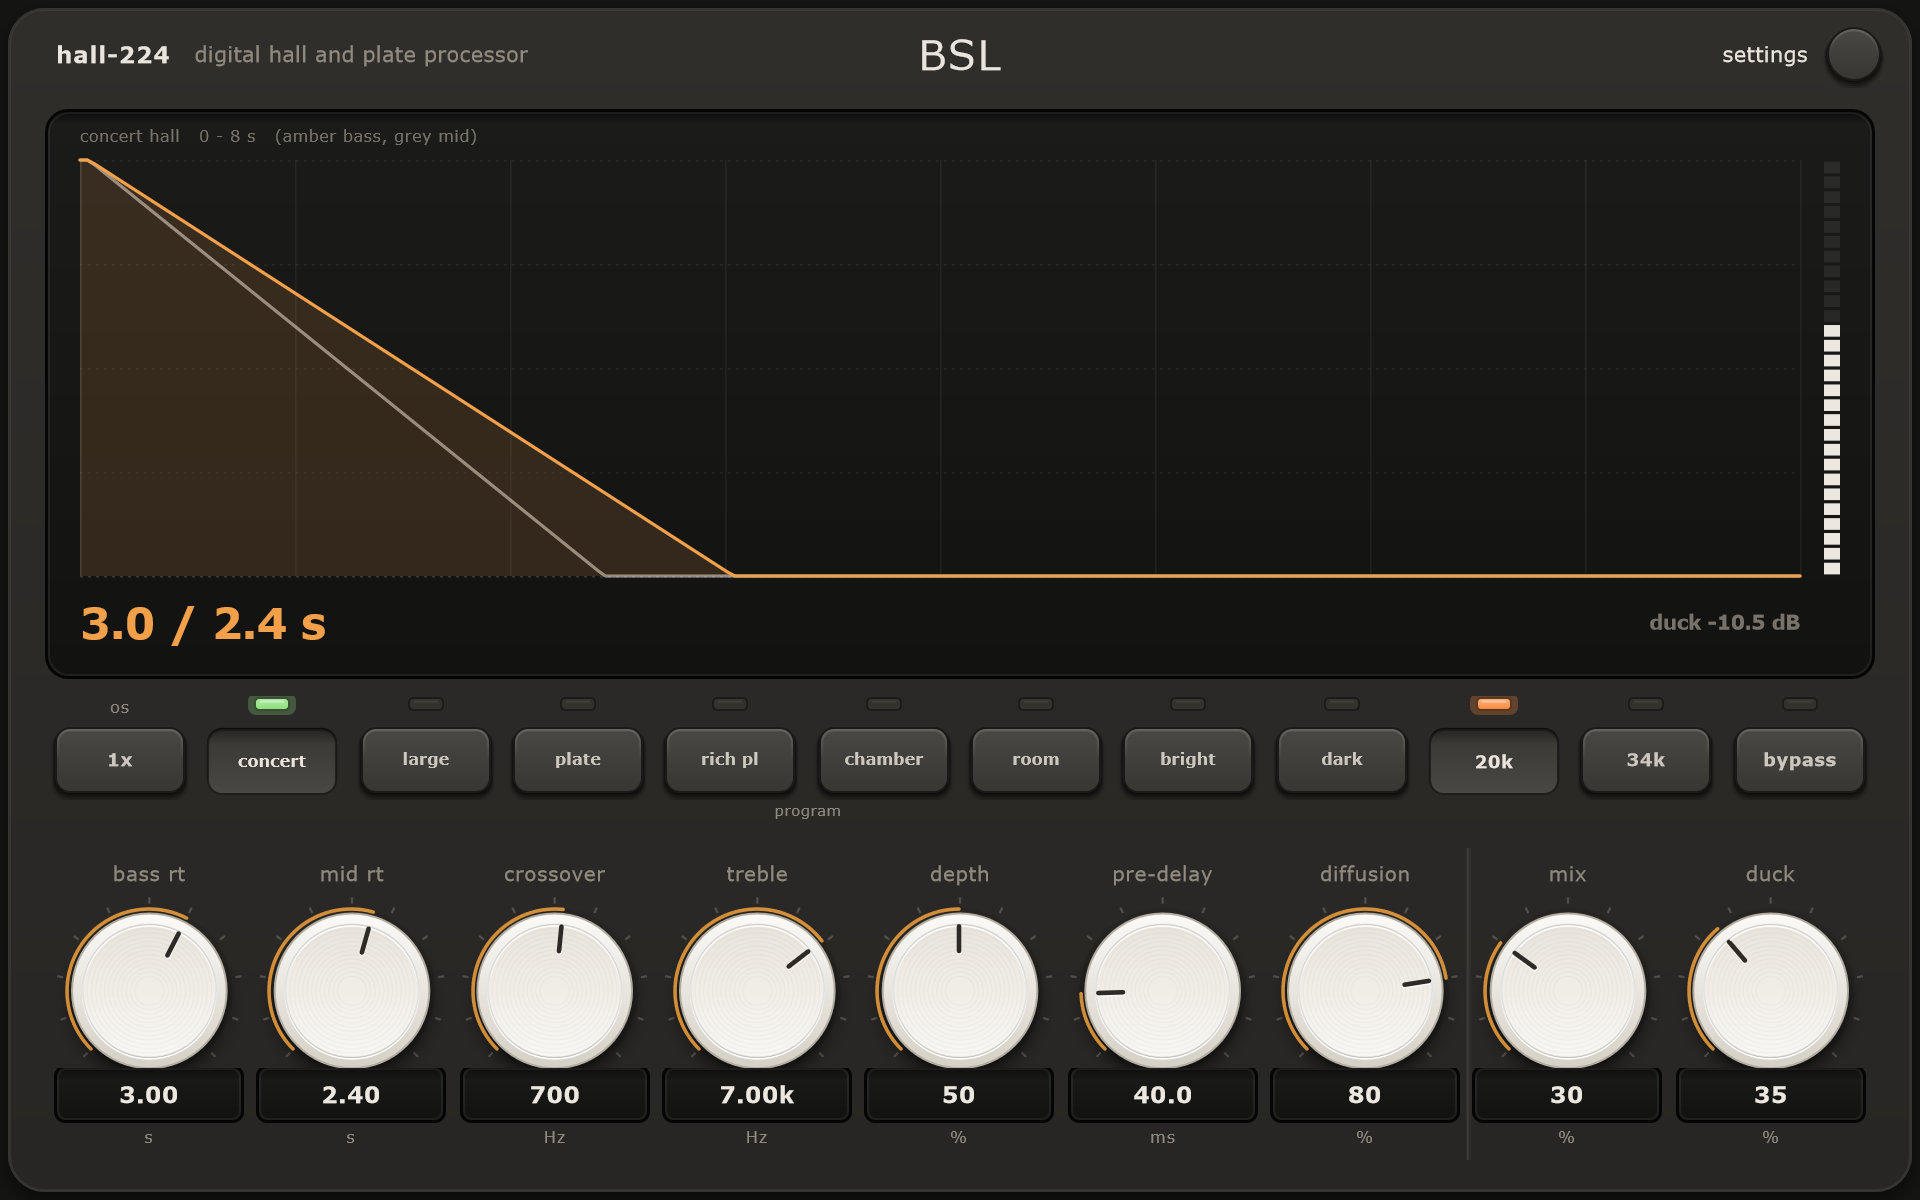 hall-224 digital hall and plate processor BSL settings
concert hall 0 - 8 s (amber bass, grey mid)
3.0 / 2.4 s duck -10.5 dB
os
1x concert large plate rich pl chamber room bright dark 20k 34k bypass
program
bass rt mid rt crossover treble depth pre-delay diffusion mix duck
3.00 2.40 700 7.00k 50 40.0 80 30 35
s s Hz Hz % ms % % %